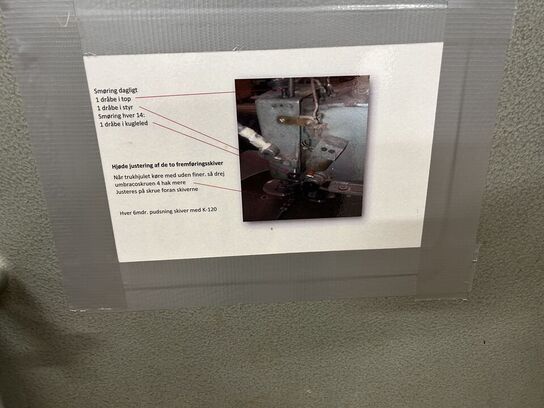 Smøring dagligt
1 dråbe i top
1 dråbe i styr
Smøring hver 14:
1 dråbe i kugleled
Hjøde justering af de to fremføringsskiver
Når trukhjulet køre med uden finer, så drej
umbracoskruen 4 hak mere
Justeres på skrue foran skiverne
Hver 6mdr. pudsning skiver med K-120